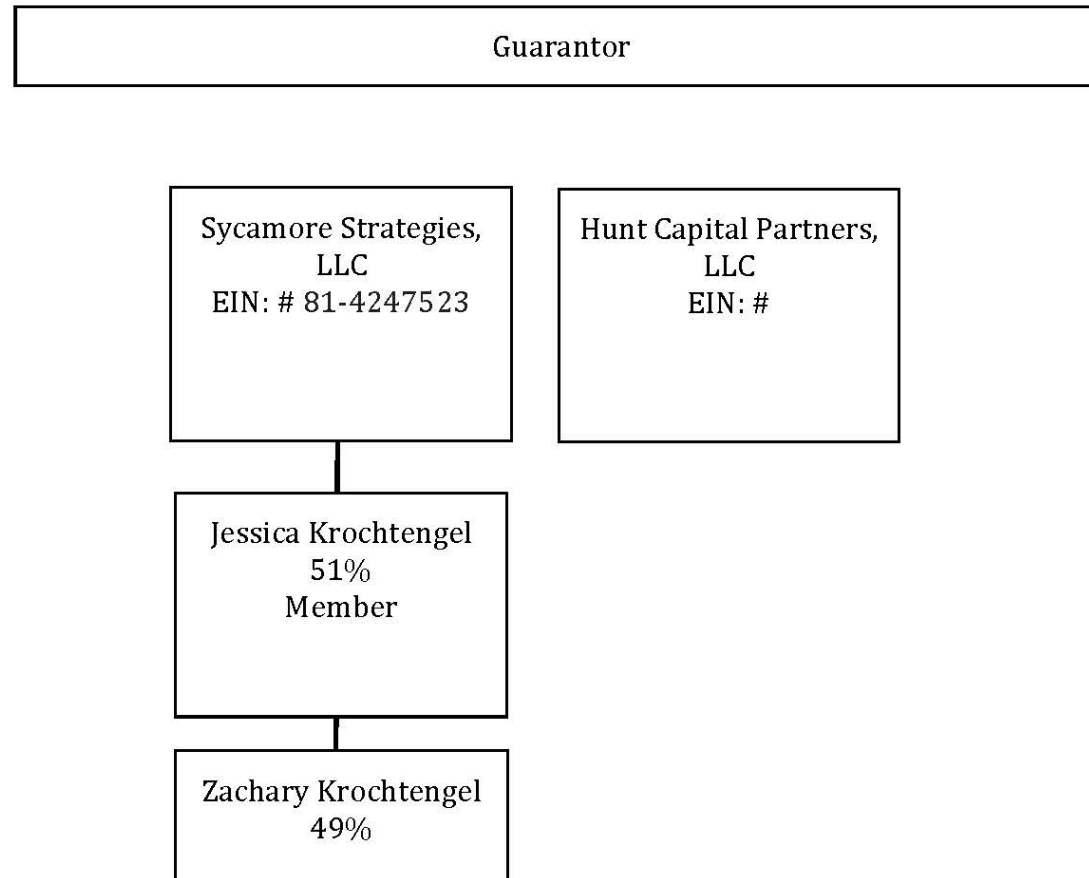 Guarantor
Sycamore Strategies,
LLC
EIN: # 81-4247523
Hunt Capital Partners,
LLC
EIN: #
Jessica Krochtengel
51%
Member
Zachary Krochtengel
49%